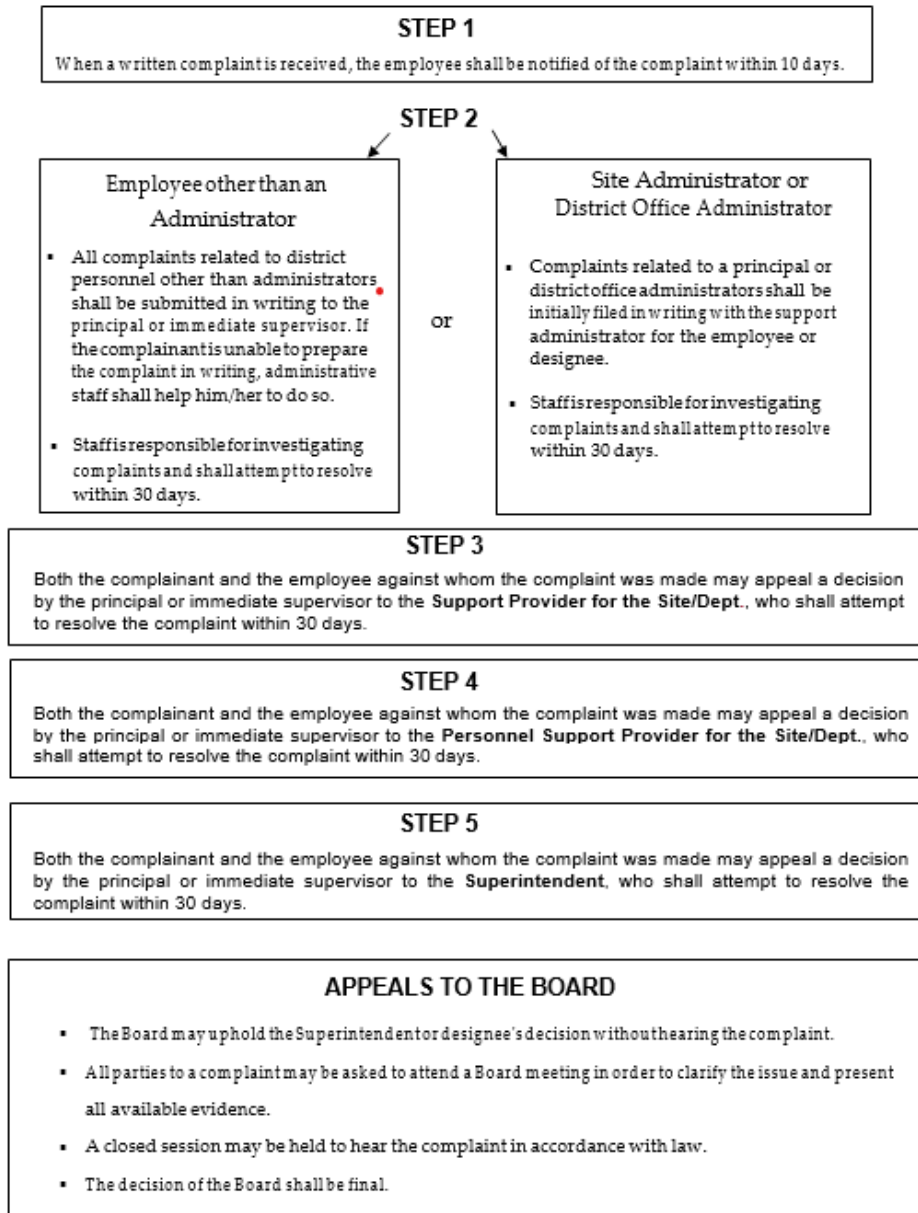 STEP 1
When a written complaint is received, the employee shall be notified of the complaint within 10 days.
STEP 2
Employee other than an
Administrator
▪ All complaints related to district
personnel other than administrators
shall be submitted in writing to the
principal or immediate supervisor. If
the complainant is unable to prepare
the complaint in writing, administrative
staff shall help him/her to do so.
▪ Staff is responsible for investigating
complaints and shall attempt to resolve
within 30 days.
or
Site Administrator or
District Office Administrator
▪ Complaints related to a principal or
district office administrators shall be
initially filed in writing with the support
administrator for the employee or
designee.
▪ Staff is responsible for investigating
complaints and shall attempt to resolve
within 30 days.
STEP 3
Both the complainant and the employee against whom the complaint was made may appeal a decision
by the principal or immediate supervisor to the Support Provider for the Site/Dept., who shall attempt
to resolve the complaint within 30 days.
STEP 4
Both the complainant and the employee against whom the complaint was made may appeal a decision
by the principal or immediate supervisor to the Personnel Support Provider for the Site/Dept., who
shall attempt to resolve the complaint within 30 days.
STEP 5
Both the complainant and the employee against whom the complaint was made may appeal a decision
by the principal or immediate supervisor to the Superintendent, who shall attempt to resolve the
complaint within 30 days.
APPEALS TO THE BOARD
▪ The Board may uphold the Superintendent or designee's decision without hearing the complaint.
▪ All parties to a complaint may be asked to attend a Board meeting in order to clarify the issue and present
all available evidence.
▪ A closed session may be held to hear the complaint in accordance with law.
▪ The decision of the Board shall be final.